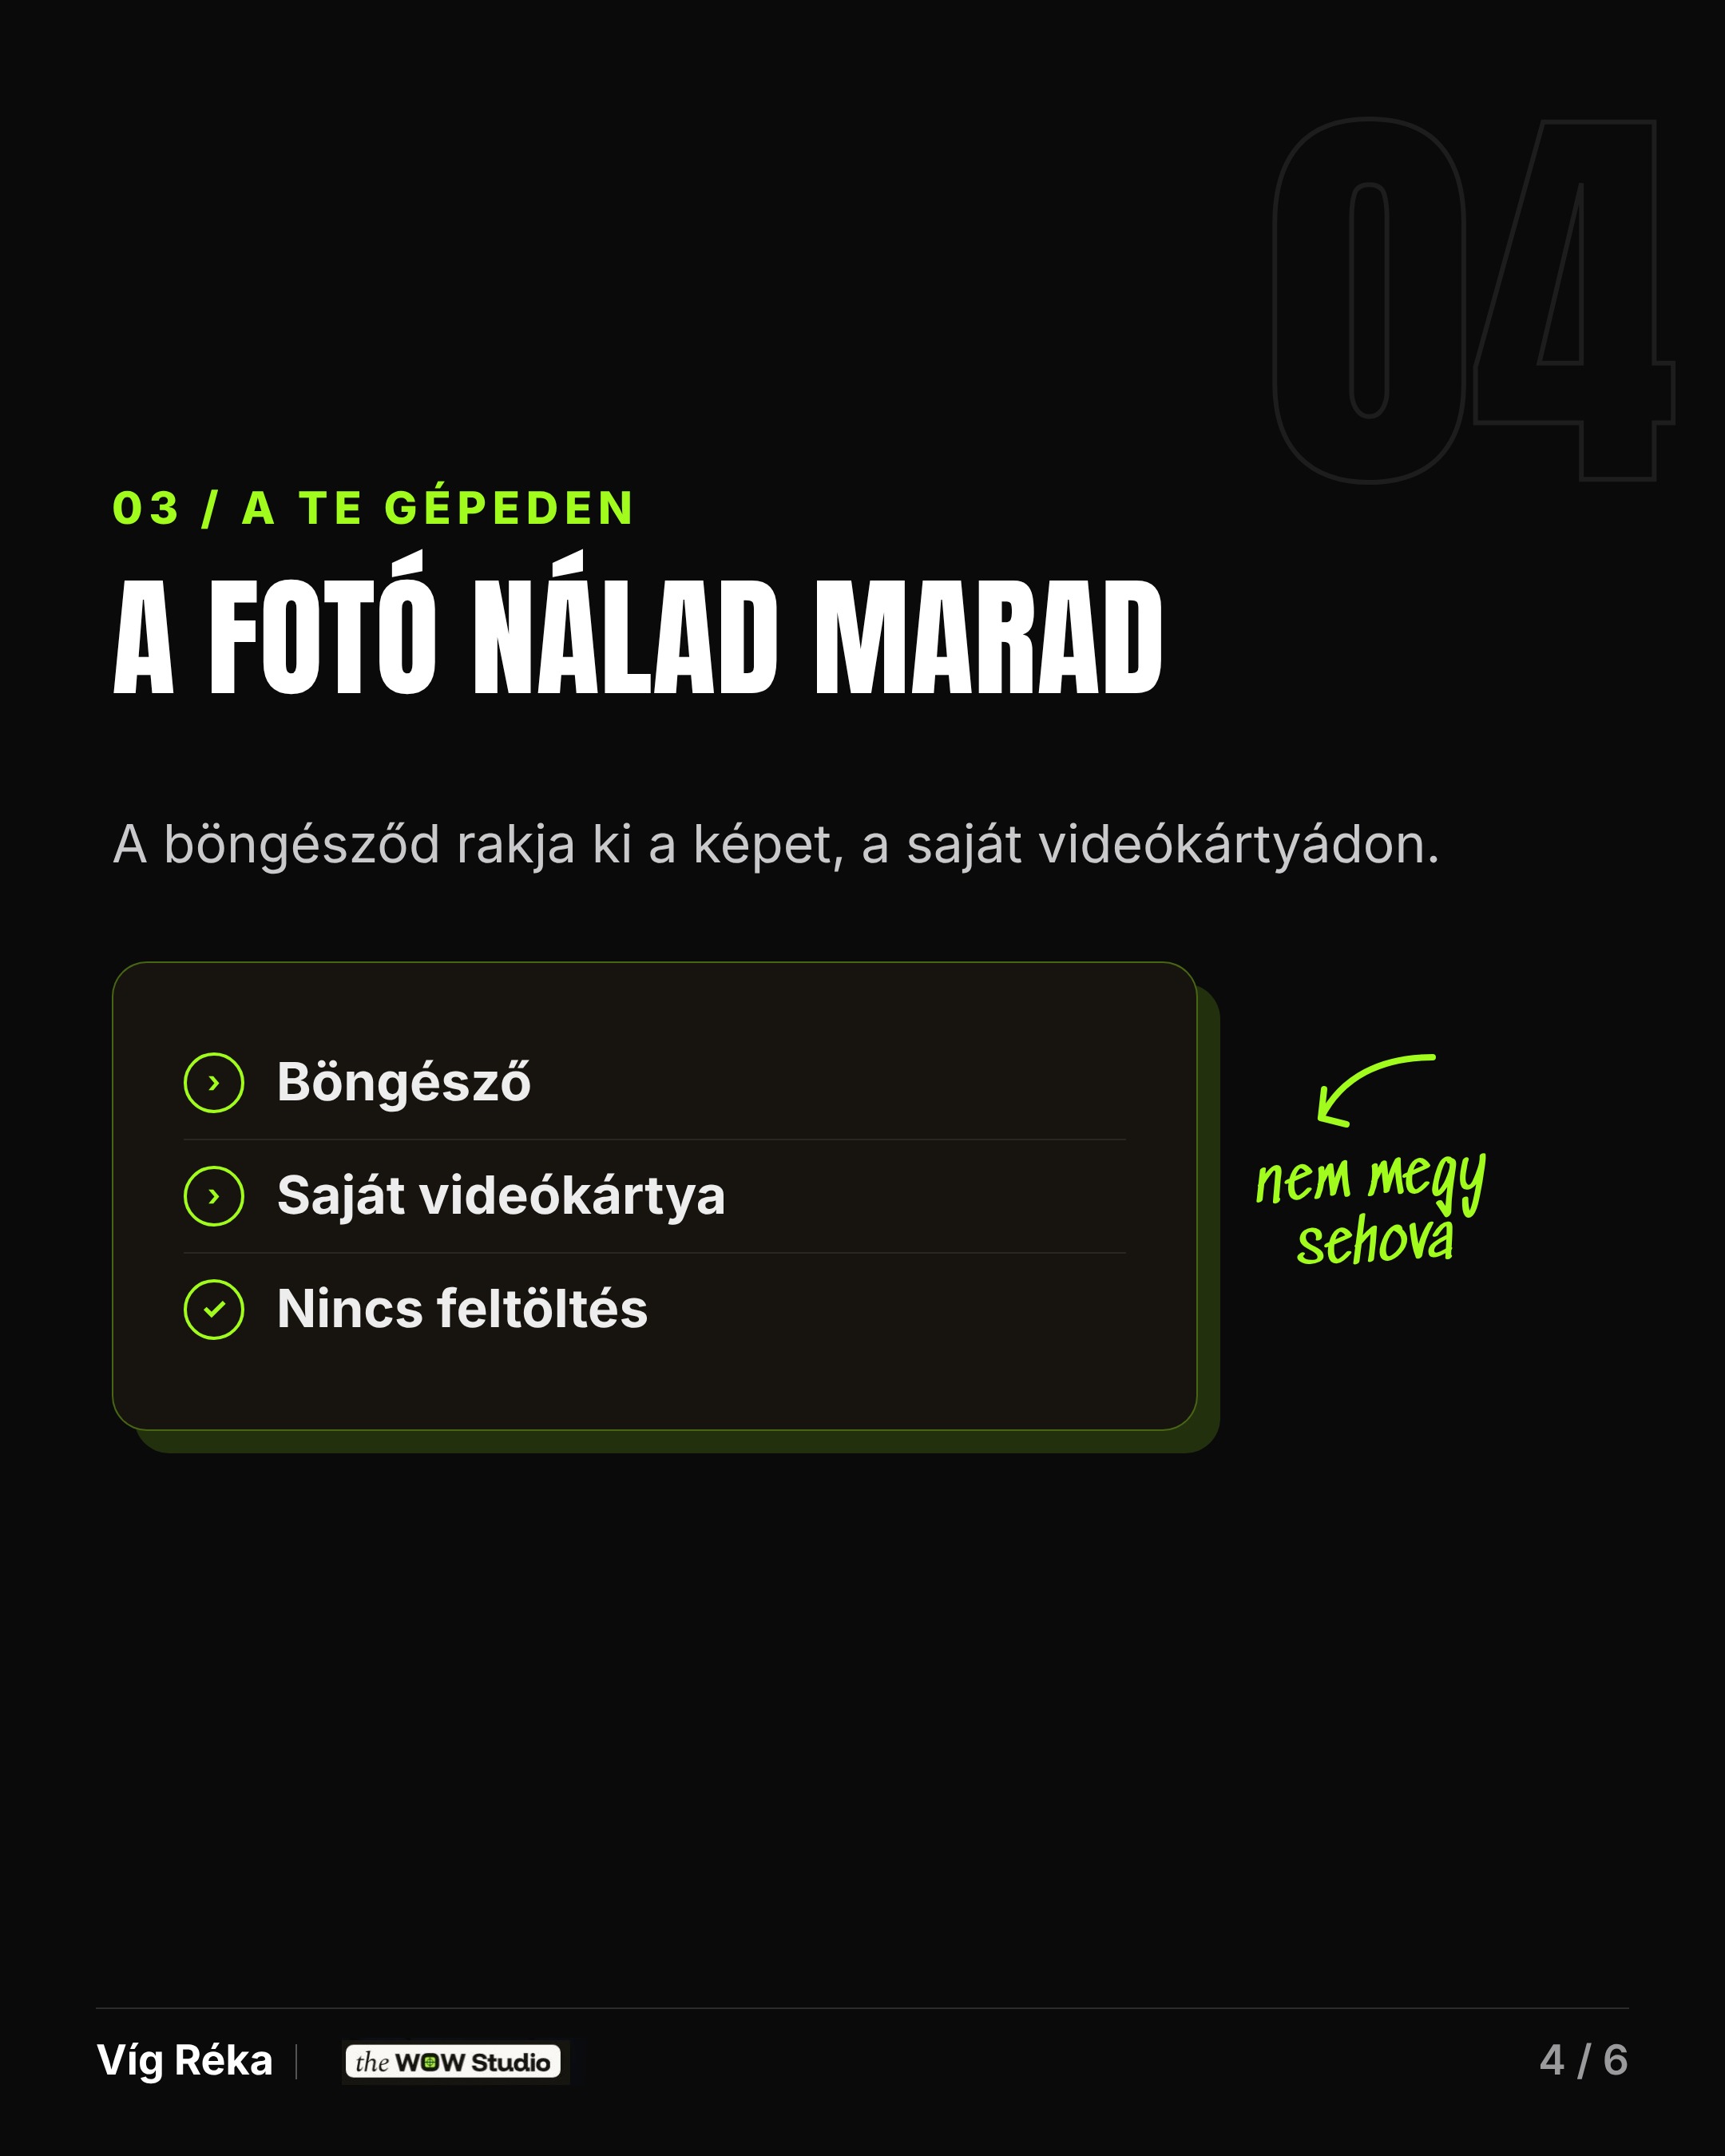 04
03 / A TE GÉPEDEN
A FOTÓ NÁLAD MARAD
A böngésződ rakja ki a képet, a saját videókártyádon.
Böngésző
Saját videókártya
Nincs feltöltés
nem megy
sehová
Víg Réka
the WOW Studio
4 / 6